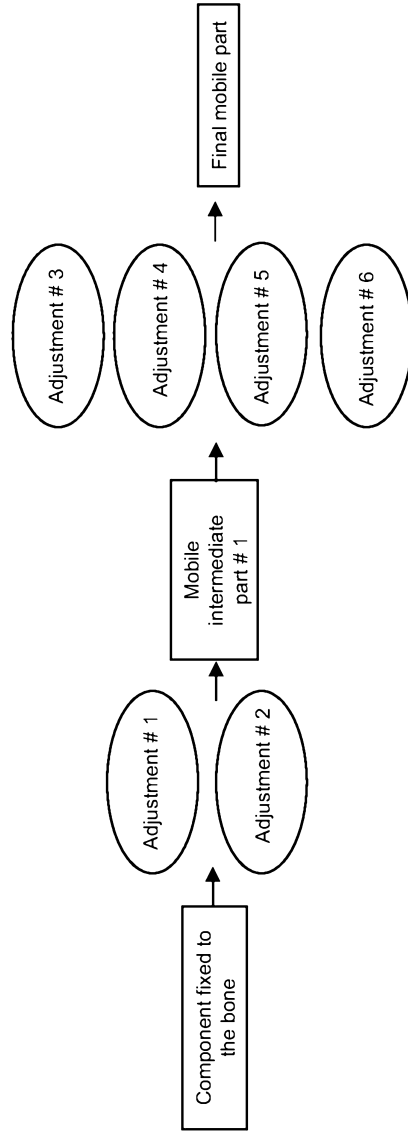 Component fixed to
the bone
Adjustment # 1
Adjustment # 2
Mobile
intermediate
part # 1
Adjustment # 3
Adjustment # 4
Adjustment # 5
Adjustment # 6
Final mobile part